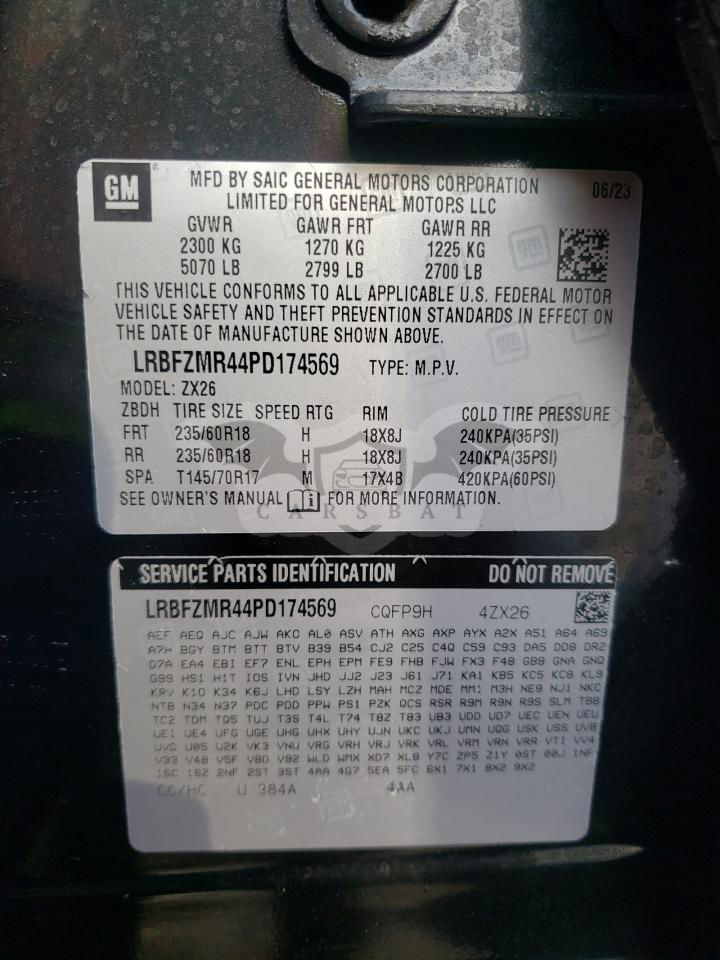 GM
MFD BY SAIC GENERAL MOTORS CORPORATION
LIMITED FOR GENERAL MOTORS LLC
06/23
GVWR GAWR FRT GAWR RR
2300 KG 1270 KG 1225 KG
5070 LB 2799 LB 2700 LB
THIS VEHICLE CONFORMS TO ALL APPLICABLE U.S. FEDERAL MOTOR
VEHICLE SAFETY AND THEFT PREVENTION STANDARDS IN EFFECT ON
THE DATE OF MANUFACTURE SHOWN ABOVE.
LRBFZMR44PD174569 TYPE: M.P.V.
MODEL: ZX26
ZBDH TIRE SIZE SPEED RTG RIM COLD TIRE PRESSURE
FRT 235/60R18 H 18X8J 240KPA(35PSI)
RR 235/60R18 H 18X8J 240KPA(35PSI)
SPA T145/70R17 M 17X4B 420KPA(60PSI)
SEE OWNER'S MANUAL FOR MORE INFORMATION.
CARSBAT
SERVICE PARTS IDENTIFICATION DO NOT REMOVE
LRBFZMR44PD174569 CQFP9H 4ZX26
AEF AEQ AJC AJW AKO AL0 ASV ATH AXG AXP AYX A2X A51 A64 A69
A7H BGY BTM BTT BTV B39 B54 CJ2 C25 C4Q C59 C93 DA5 DD8 DR2
D7A EA4 EBI EF7 ENL EPH EPM FE9 FHB FJW FX3 F48 GB8 GNA GNQ
G99 HS1 H1T IOS IVN JHD JJ2 J23 J61 J71 KA1 KB5 KC5 KC8 KL9
KRV K10 K34 K6J LHD LSY LZH MAH MCZ MDE MM1 M3H NE8 NJ1 NKC
NTB N34 N37 PDC PDD PPW PS1 PZK QCS RSR R9M R9N R9S SLM T8B
TC2 TDM TQ5 TUJ T3S T4L T74 T8Z T83 UB3 UDD UD7 UEC UEN UEU
UE1 UE4 UFG UGE UHG UHX UHY UJN UKC UKJ UMN UQG USK USS UVB
UVD U05 U2K VK3 VNU VRG VRH VRJ VRK VRL VRM VRN VRR VTI VV4
V33 V48 V5F V8D V92 WLD WMX XD7 XL8 Y7C ZP5 Z1Y 0ST 00J 1NF
1SC 1SZ 2NF 2ST 3ST 4AA 4G7 5EA 5FC 6X1 7X1 8X2 9X2
CC/HC U 384A 4AA